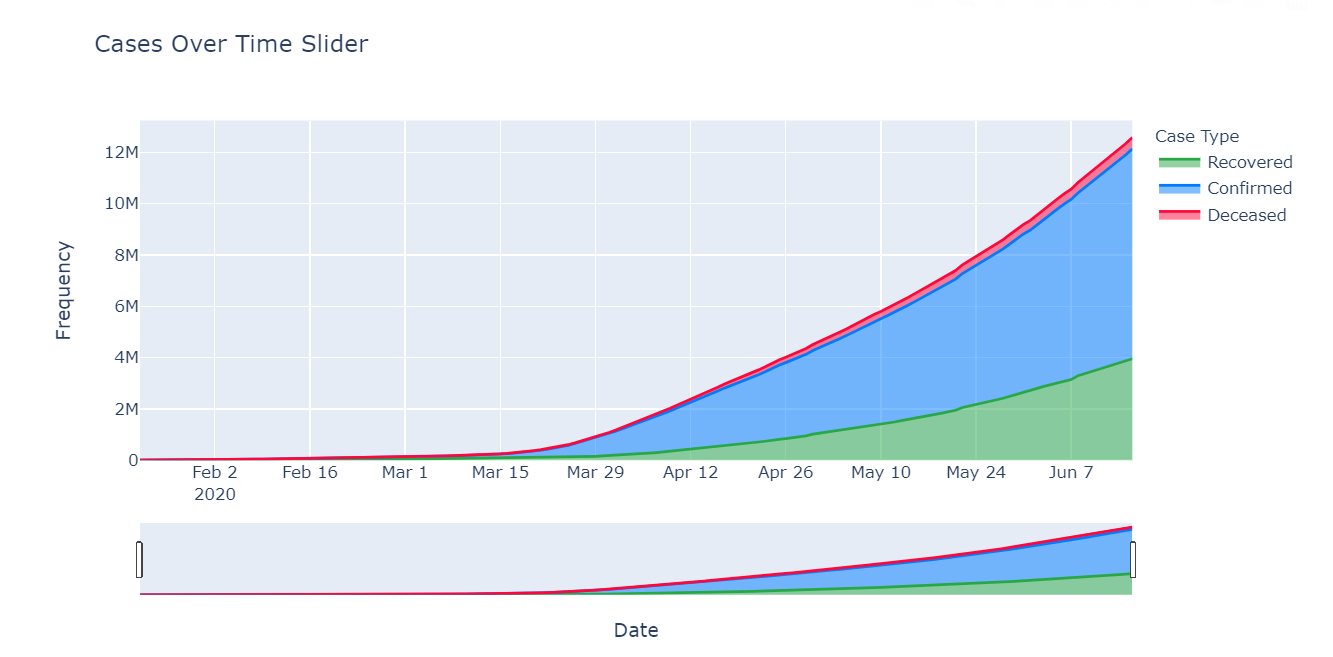 Cases Over Time Slider
Case Type
Recovered
Confirmed
Deceased
Frequency
12M
10M
8M
6M
4M
2M
0
Feb 2 Feb 16 Mar 1 Mar 15 Mar 29 Apr 12 Apr 26 May 10 May 24 Jun 7
2020
Date